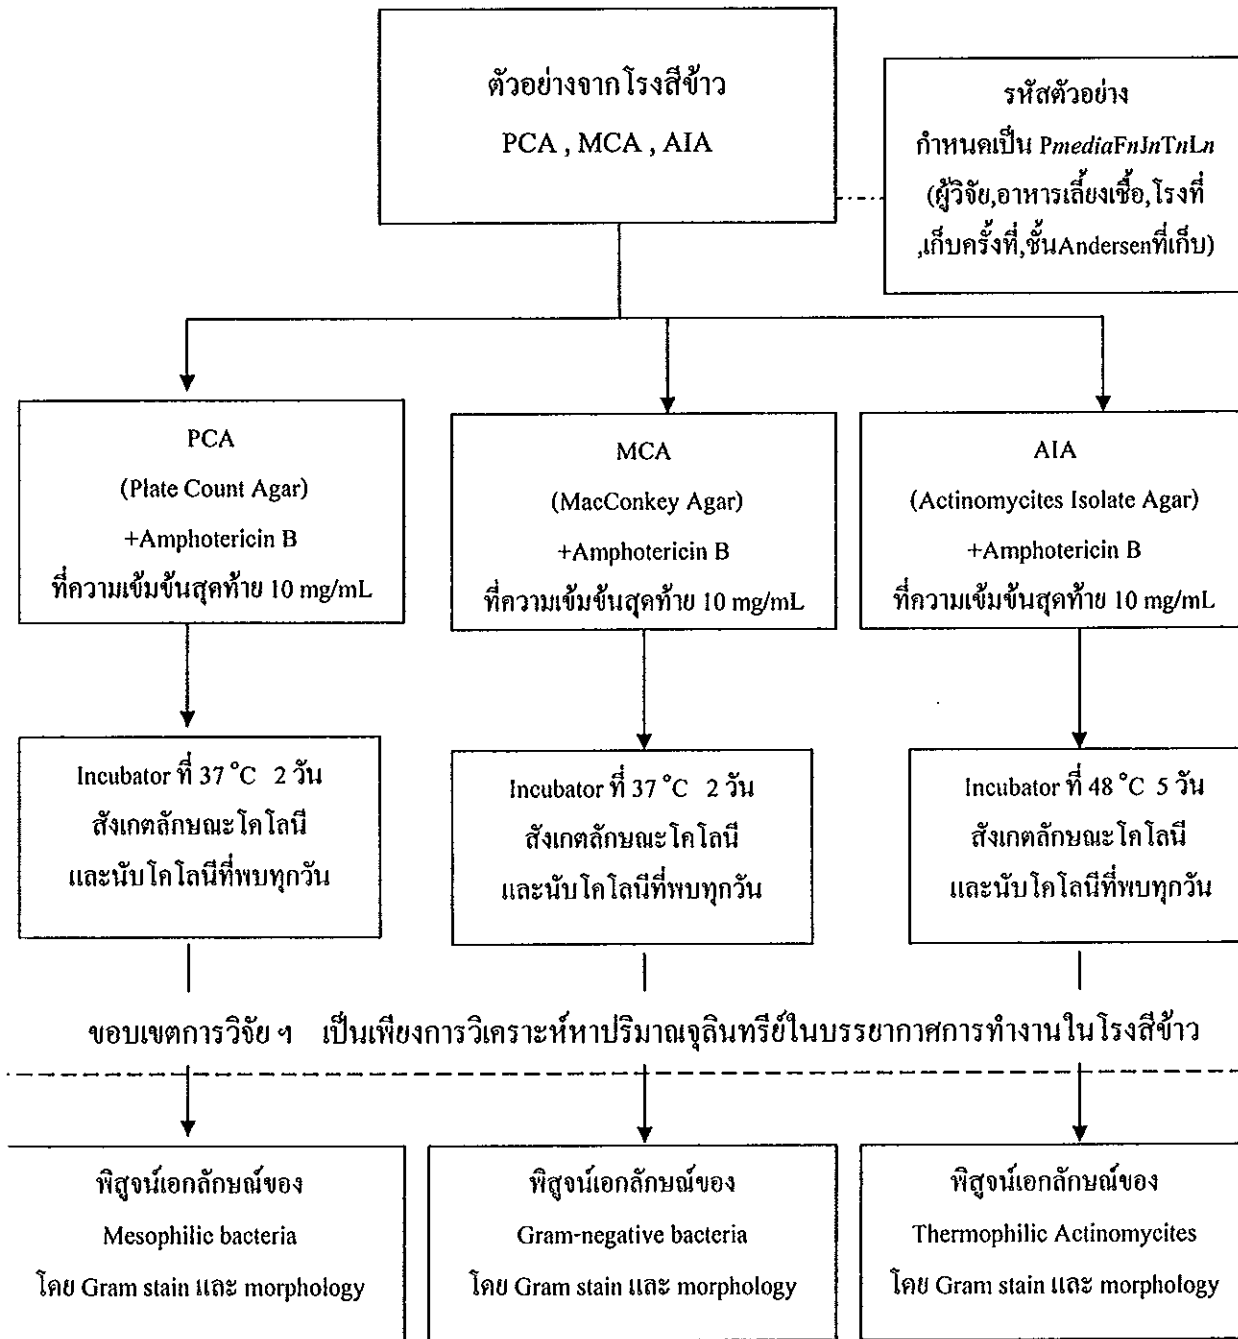 ตัวอย่างจากโรงสีข้าว
PCA , MCA , AIA
รหัสตัวอย่าง
กำหนดเป็น PmediaFnJnTnLn
(ผู้วิจัย,อาหารเลี้ยงเชื้อ,โรงที่
,เก็บครั้งที่,ชั้นAndersenที่เก็บ)
PCA
(Plate Count Agar)
+Amphotericin B
ที่ความเข้มข้นสุดท้าย 10 mg/mL
MCA
(MacConkey Agar)
+Amphotericin B
ที่ความเข้มข้นสุดท้าย 10 mg/mL
AIA
(Actinomycites Isolate Agar)
+Amphotericin B
ที่ความเข้มข้นสุดท้าย 10 mg/mL
Incubator ที่ 37 °C 2 วัน
สังเกตลักษณะโคโลนี
และนับโคโลนีที่พบทุกวัน
Incubator ที่ 37 °C 2 วัน
สังเกตลักษณะโคโลนี
และนับโคโลนีที่พบทุกวัน
Incubator ที่ 48 °C 5 วัน
สังเกตลักษณะโคโลนี
และนับโคโลนีที่พบทุกวัน
ขอบเขตการวิจัย ฯ เป็นเพียงการวิเคราะห์หาปริมาณจุลินทรีย์ในบรรยากาศการทำงานในโรงสีข้าว
พิสูจน์เอกลักษณ์ของ
Mesophilic bacteria
โดย Gram stain และ morphology
พิสูจน์เอกลักษณ์ของ
Gram-negative bacteria
โดย Gram stain และ morphology
พิสูจน์เอกลักษณ์ของ
Thermophilic Actinomycites
โดย Gram stain และ morphology